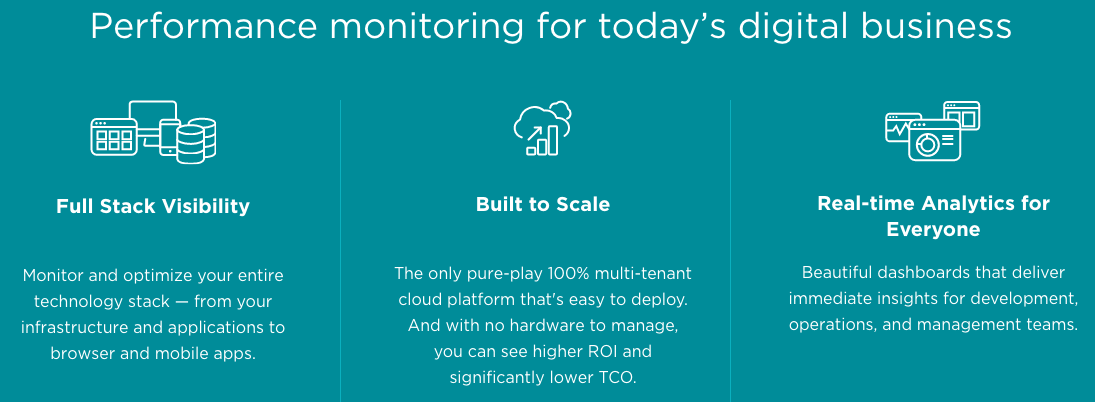 Performance monitoring for today’s digital business
Full Stack Visibility
Monitor and optimize your entire
technology stack — from your
infrastructure and applications to
browser and mobile apps.
Built to Scale
The only pure-play 100% multi-tenant
cloud platform that's easy to deploy.
And with no hardware to manage,
you can see higher ROI and
significantly lower TCO.
Real-time Analytics for
Everyone
Beautiful dashboards that deliver
immediate insights for development,
operations, and management teams.